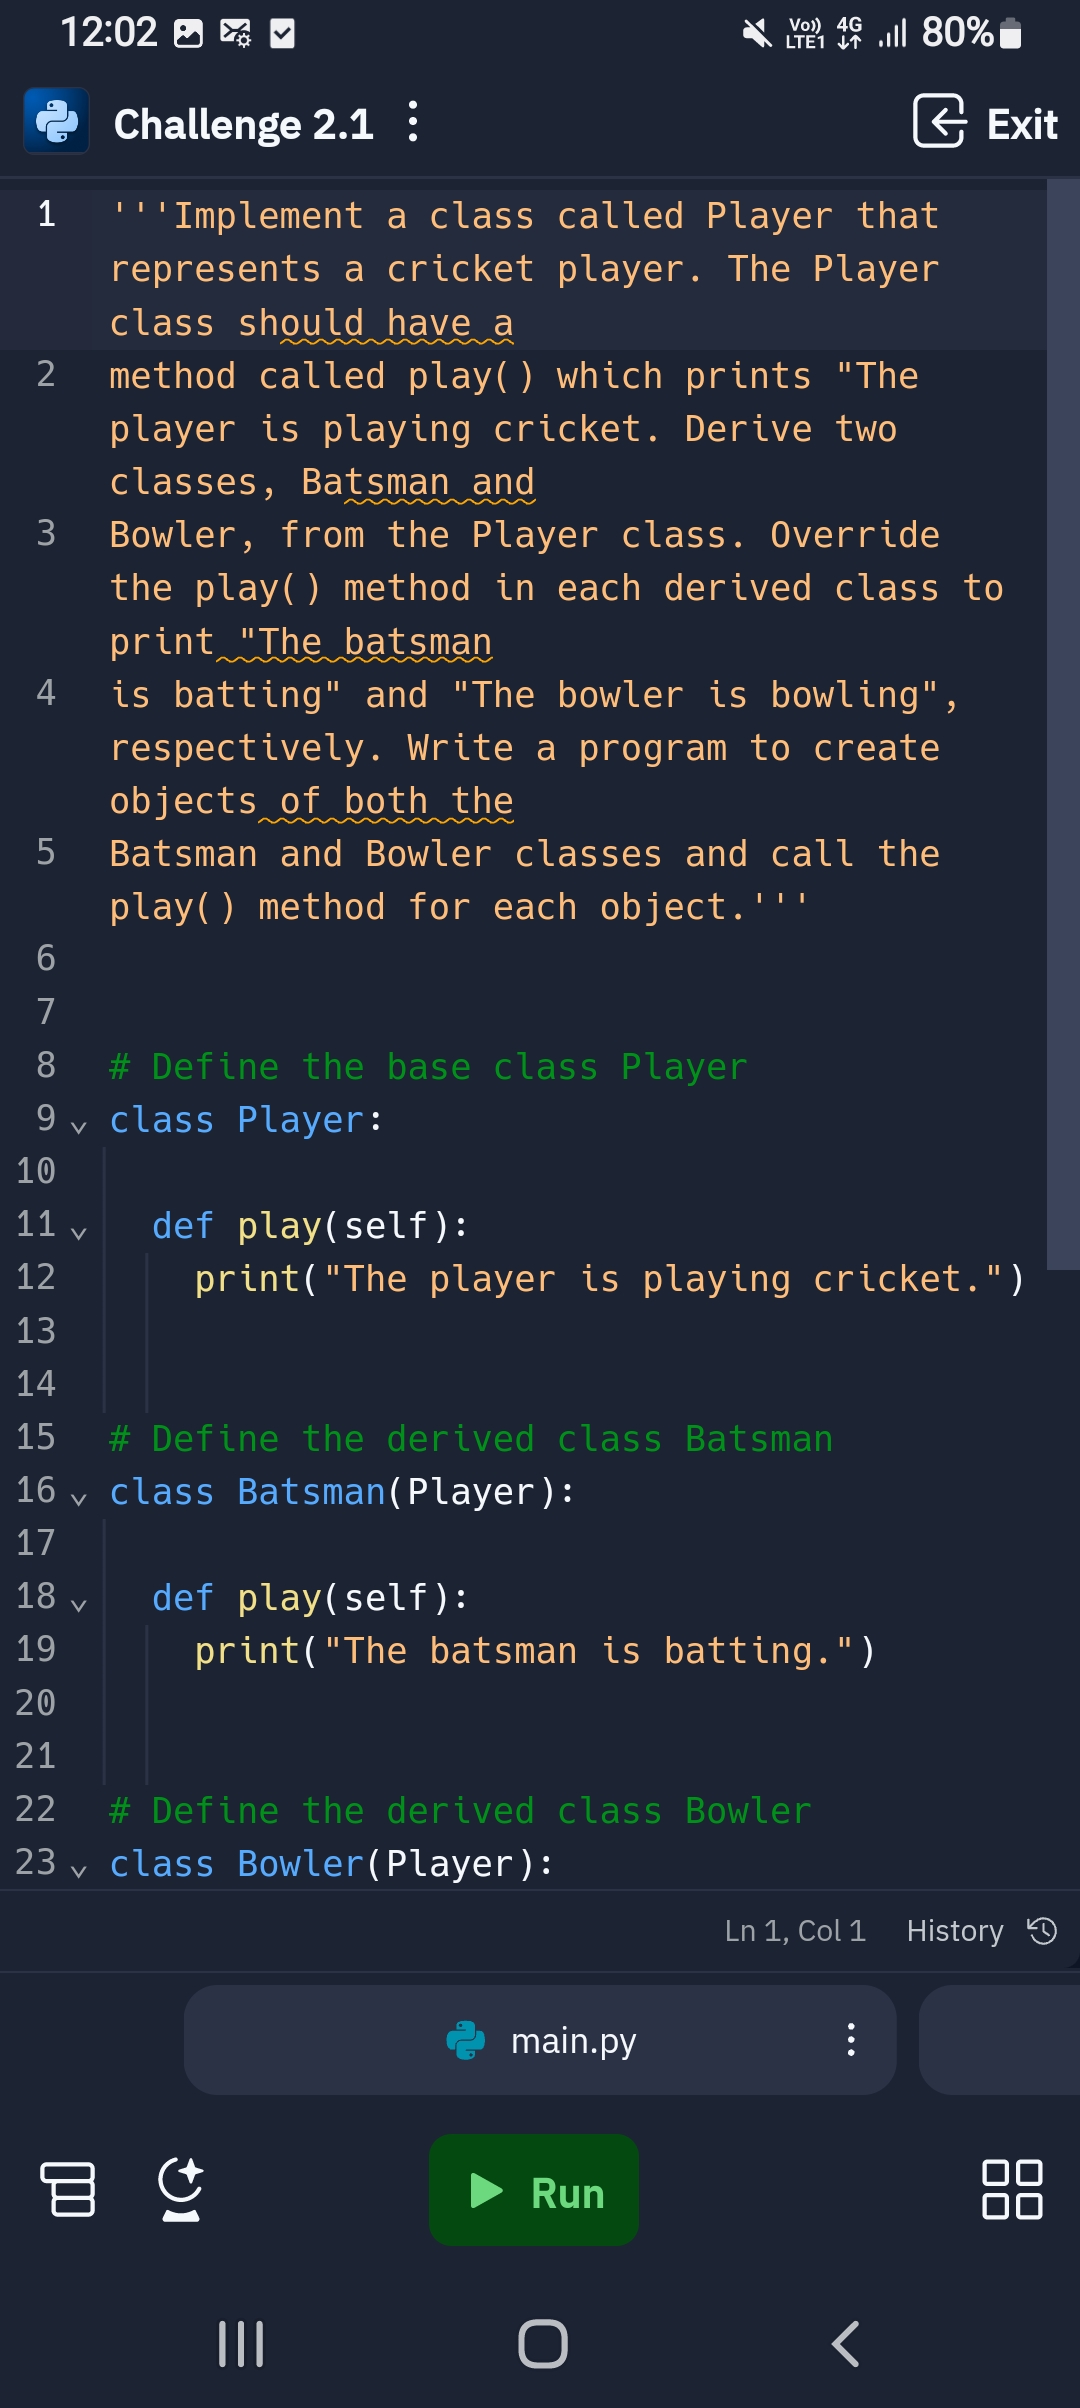 12:02 Vo)) LTE1 4G 80%
Challenge 2.1 Exit
1 '''Implement a class called Player that
represents a cricket player. The Player
class should have a
2 method called play() which prints "The
player is playing cricket. Derive two
classes, Batsman and
3 Bowler, from the Player class. Override
the play() method in each derived class to
print "The batsman
4 is batting" and "The bowler is bowling",
respectively. Write a program to create
objects of both the
5 Batsman and Bowler classes and call the
play() method for each object.'''
6
7
8 # Define the base class Player
9 class Player:
10
11 def play(self):
12 print("The player is playing cricket.")
13
14
15 # Define the derived class Batsman
16 class Batsman(Player):
17
18 def play(self):
19 print("The batsman is batting.")
20
21
22 # Define the derived class Bowler
23 class Bowler(Player):
Ln 1, Col 1 History
main.py
Run